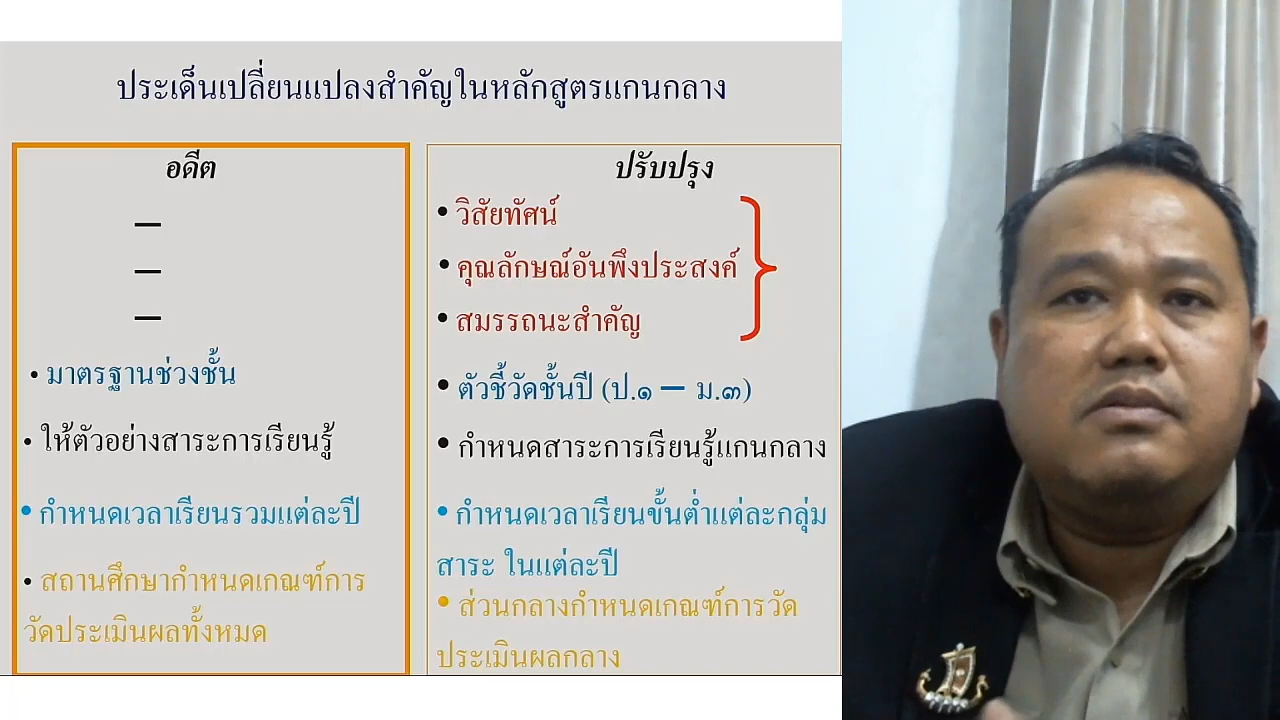 ประเด็นเปลี่ยนแปลงสำคัญในหลักสูตรแกนกลาง
อดีต
—
—
—
• มาตรฐานช่วงชั้น
• ให้ตัวอย่างสาระการเรียนรู้
• กำหนดเวลาเรียนรวมแต่ละปี
• สถานศึกษากำหนดเกณฑ์การ
วัดประเมินผลทั้งหมด
ปรับปรุง
• วิสัยทัศน์
• คุณลักษณ์อันพึงประสงค์
• สมรรถนะสำคัญ
• ตัวชี้วัดชั้นปี (ป.๑ — ม.๓)
• กำหนดสาระการเรียนรู้แกนกลาง
• กำหนดเวลาเรียนขั้นต่ำแต่ละกลุ่ม
สาระ ในแต่ละปี
• ส่วนกลางกำหนดเกณฑ์การวัด
ประเมินผลกลาง